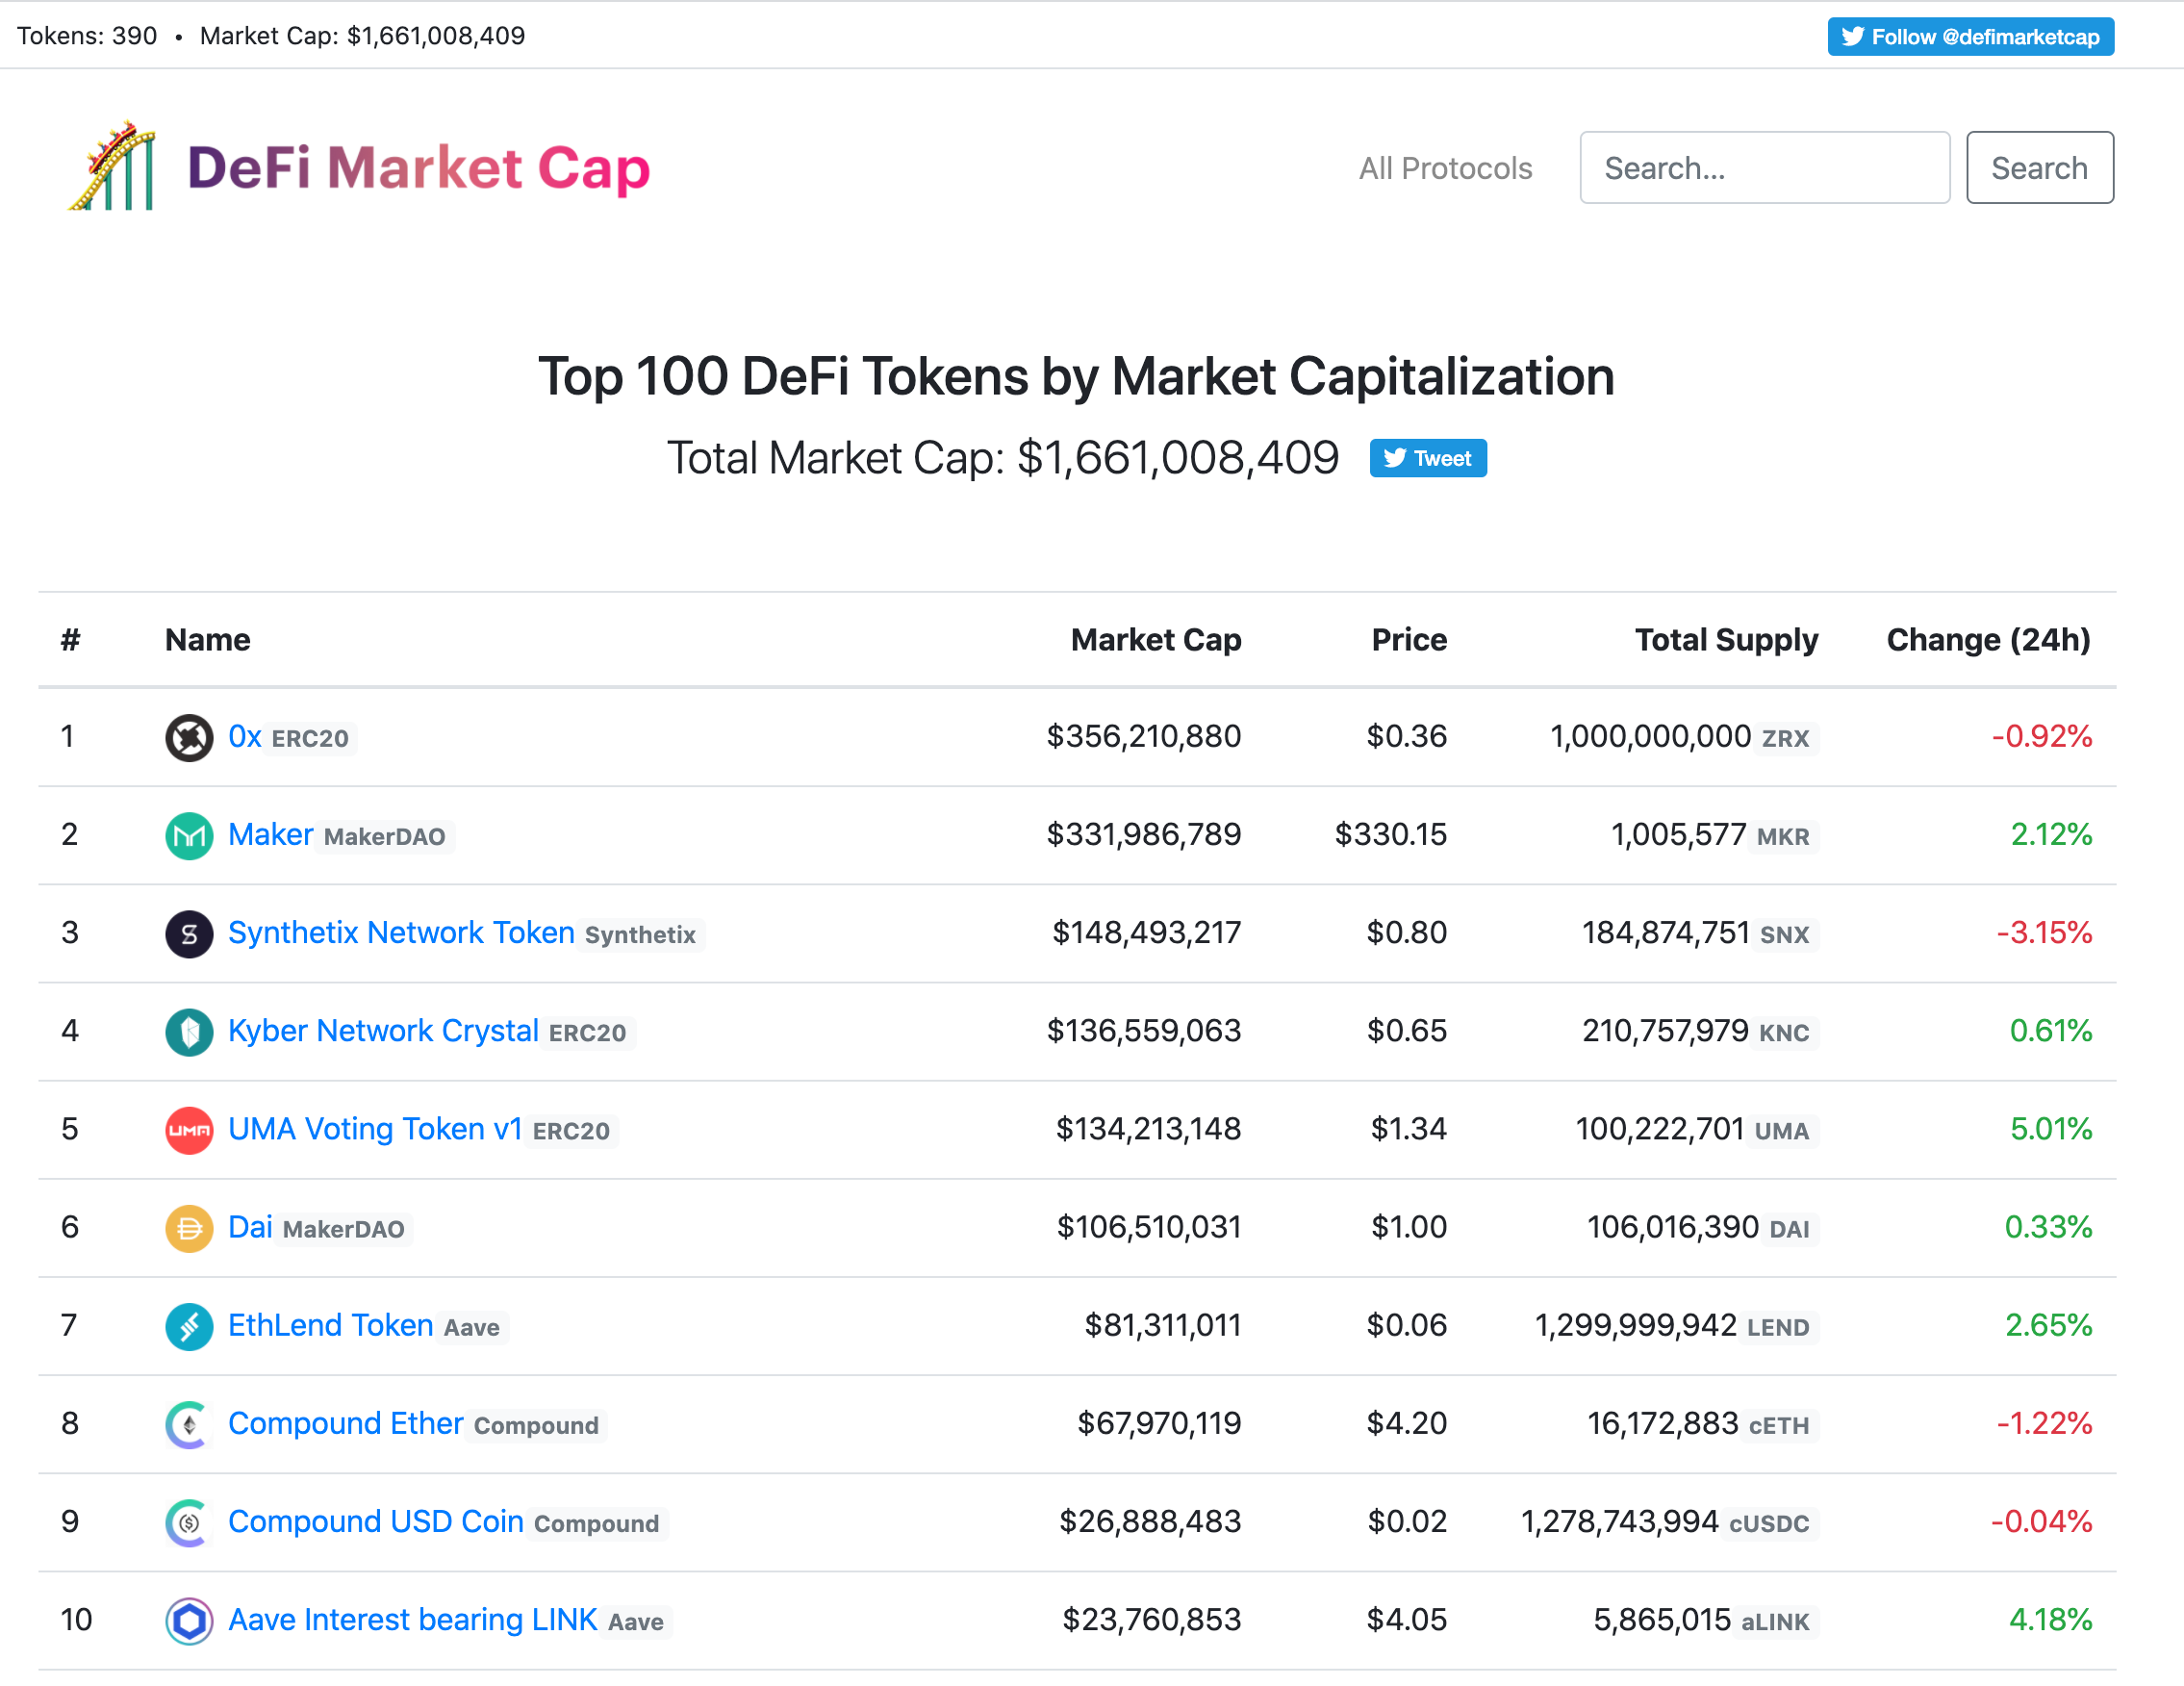 Tokens: 390 • Market Cap: $1,661,008,409 Follow @defimarketcap
DeFi Market Cap All Protocols Search... Search
Top 100 DeFi Tokens by Market Capitalization
Total Market Cap: $1,661,008,409 Tweet
# Name Market Cap Price Total Supply Change (24h)
1 0x ERC20 $356,210,880 $0.36 1,000,000,000 ZRX -0.92%
2 Maker MakerDAO $331,986,789 $330.15 1,005,577 MKR 2.12%
3 Synthetix Network Token Synthetix $148,493,217 $0.80 184,874,751 SNX -3.15%
4 Kyber Network Crystal ERC20 $136,559,063 $0.65 210,757,979 KNC 0.61%
5 UMA UMA Voting Token v1 ERC20 $134,213,148 $1.34 100,222,701 UMA 5.01%
6 Dai MakerDAO $106,510,031 $1.00 106,016,390 DAI 0.33%
7 EthLend Token Aave $81,311,011 $0.06 1,299,999,942 LEND 2.65%
8 Compound Ether Compound $67,970,119 $4.20 16,172,883 cETH -1.22%
9 Compound USD Coin Compound $26,888,483 $0.02 1,278,743,994 cUSDC -0.04%
10 Aave Interest bearing LINK Aave $23,760,853 $4.05 5,865,015 aLINK 4.18%